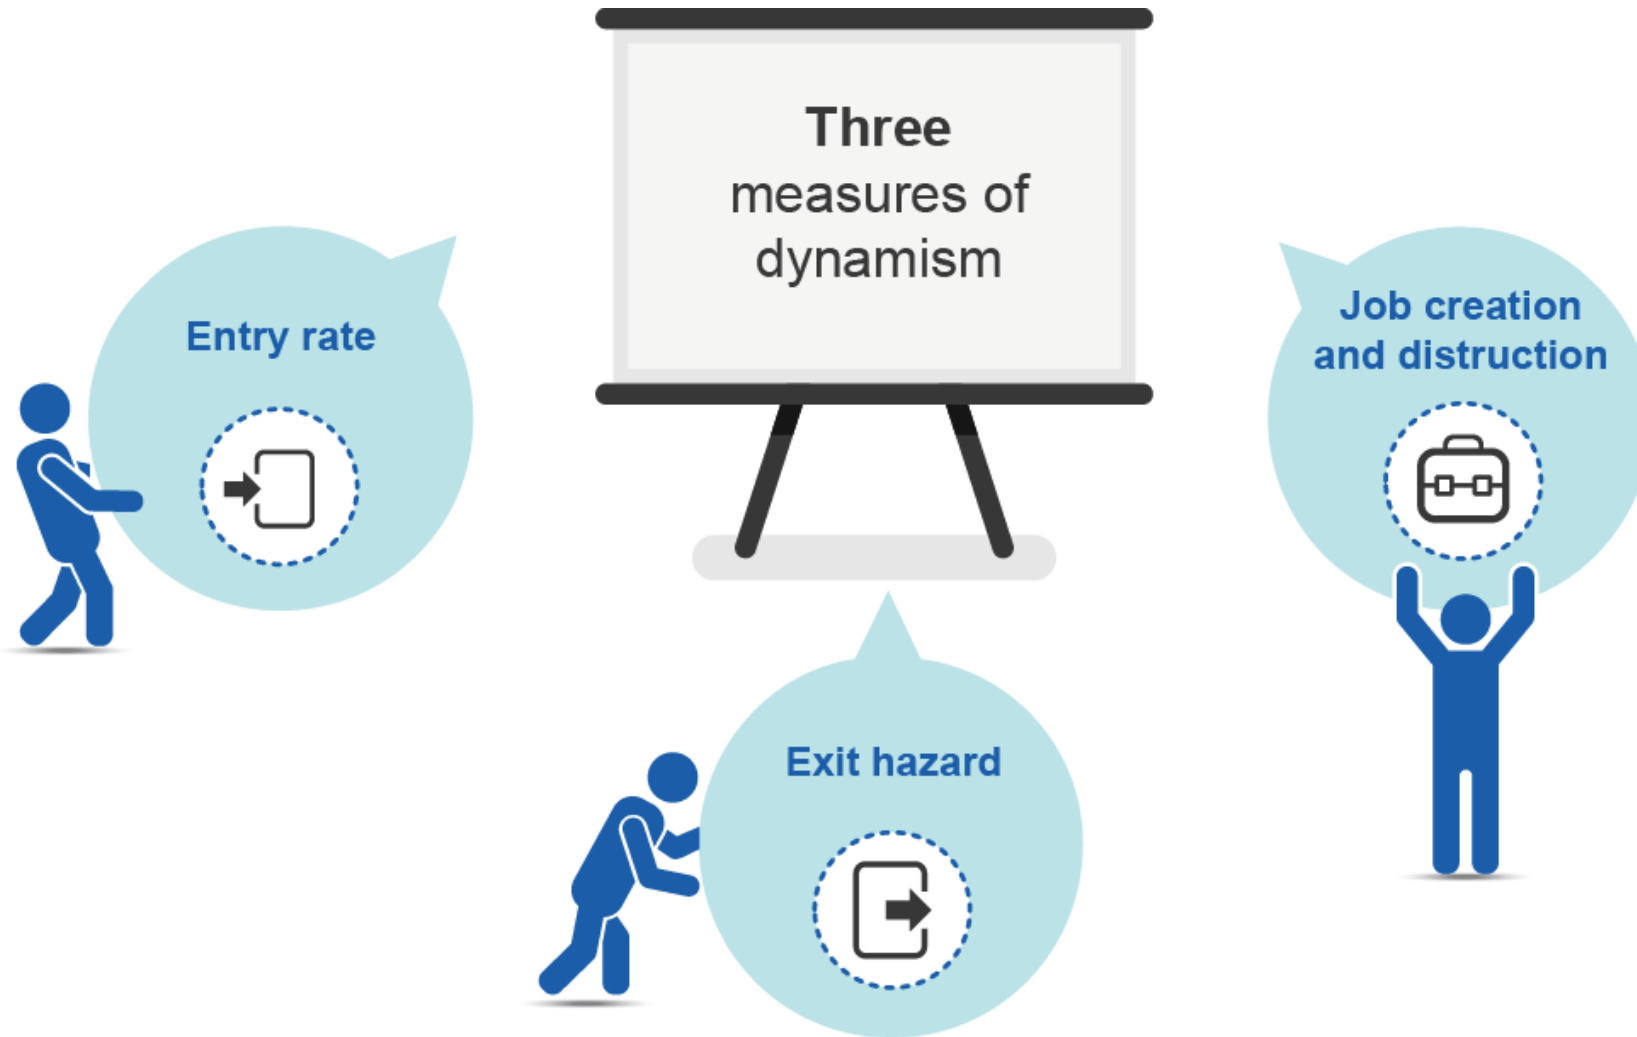 Three
measures of
dynamism
Entry rate
Job creation
and distruction
Exit hazard